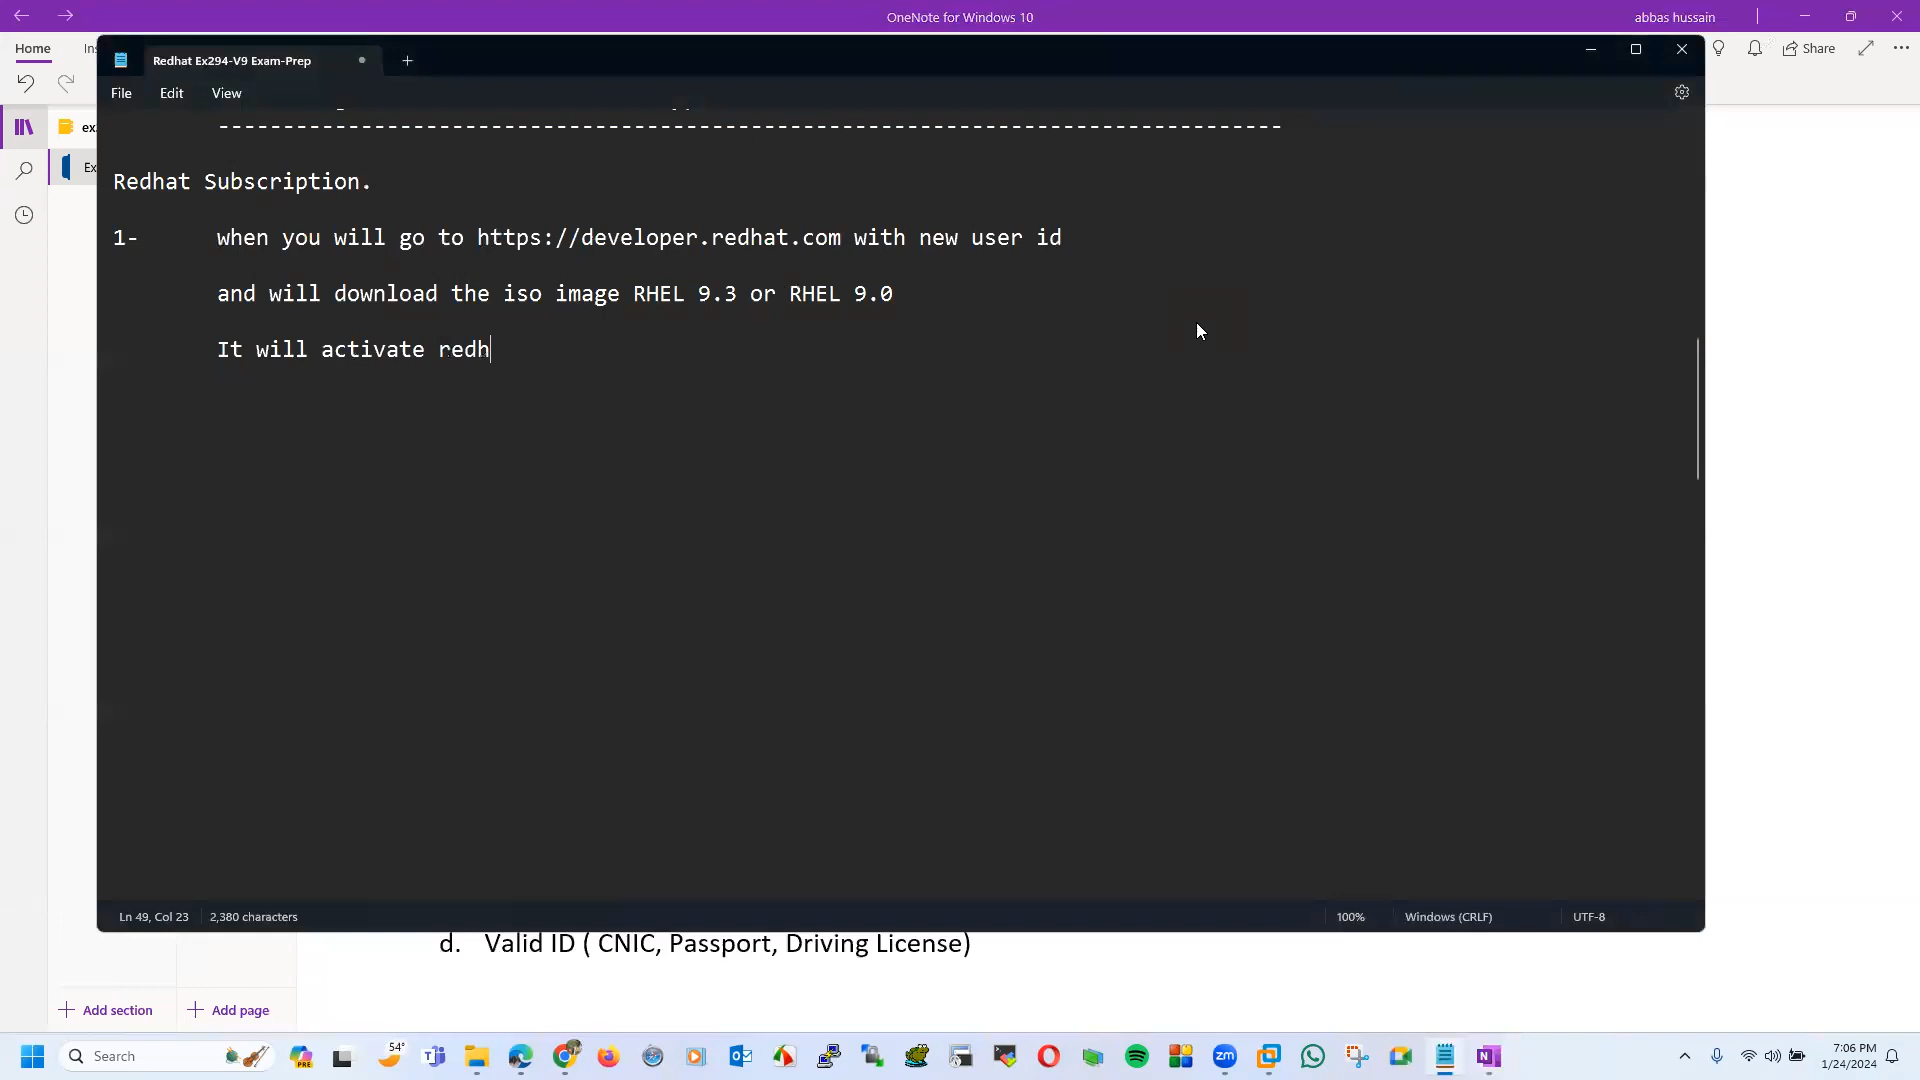 OneNote for Windows 10
abbas hussain
Home
Share
Redhat Ex294-V9 Exam-Prep
File Edit View
--------------------------------------------------------------------------------
Redhat Subscription.
1- when you will go to https://developer.redhat.com with new user id
and will download the iso image RHEL 9.3 or RHEL 9.0
It will activate redh
Ln 49, Col 23 2,380 characters 100% Windows (CRLF) UTF-8
d. Valid ID ( CNIC, Passport, Driving License)
Add section Add page
Search
54°
7:06 PM
1/24/2024